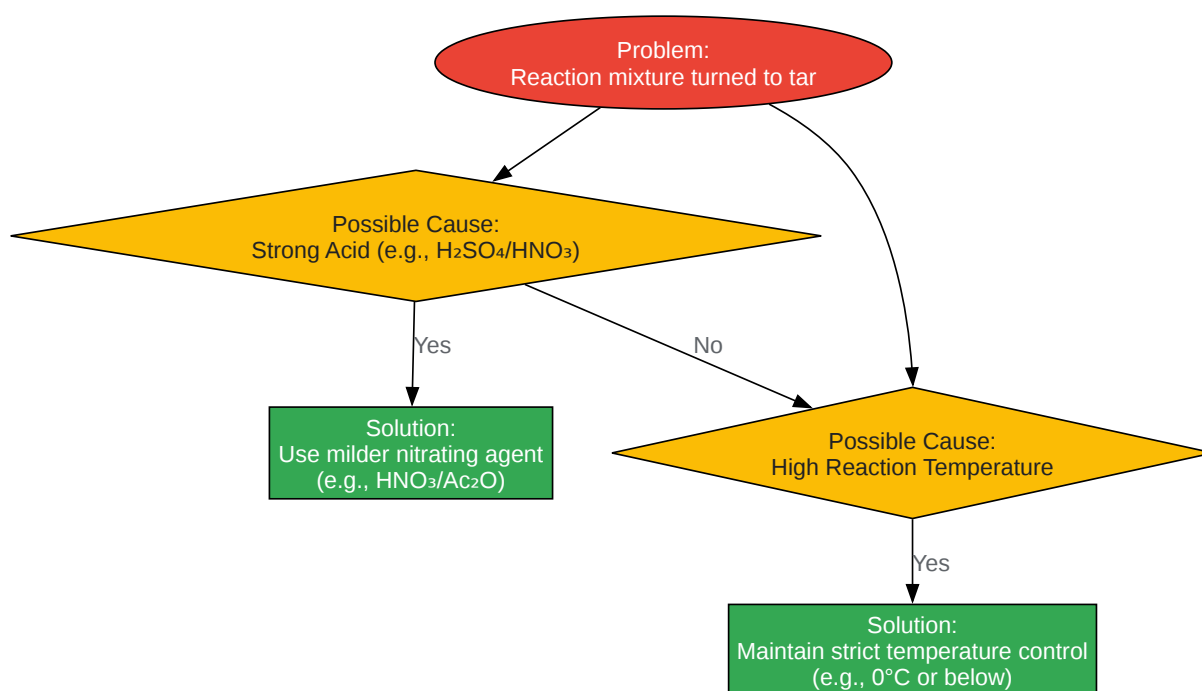 Problem:
Reaction mixture turned to tar
Possible Cause:
Strong Acid (e.g., H₂SO₄/HNO₃)
Yes
No
Solution:
Use milder nitrating agent
(e.g., HNO₃/Ac₂O)
Possible Cause:
High Reaction Temperature
Yes
Solution:
Maintain strict temperature control
(e.g., 0°C or below)